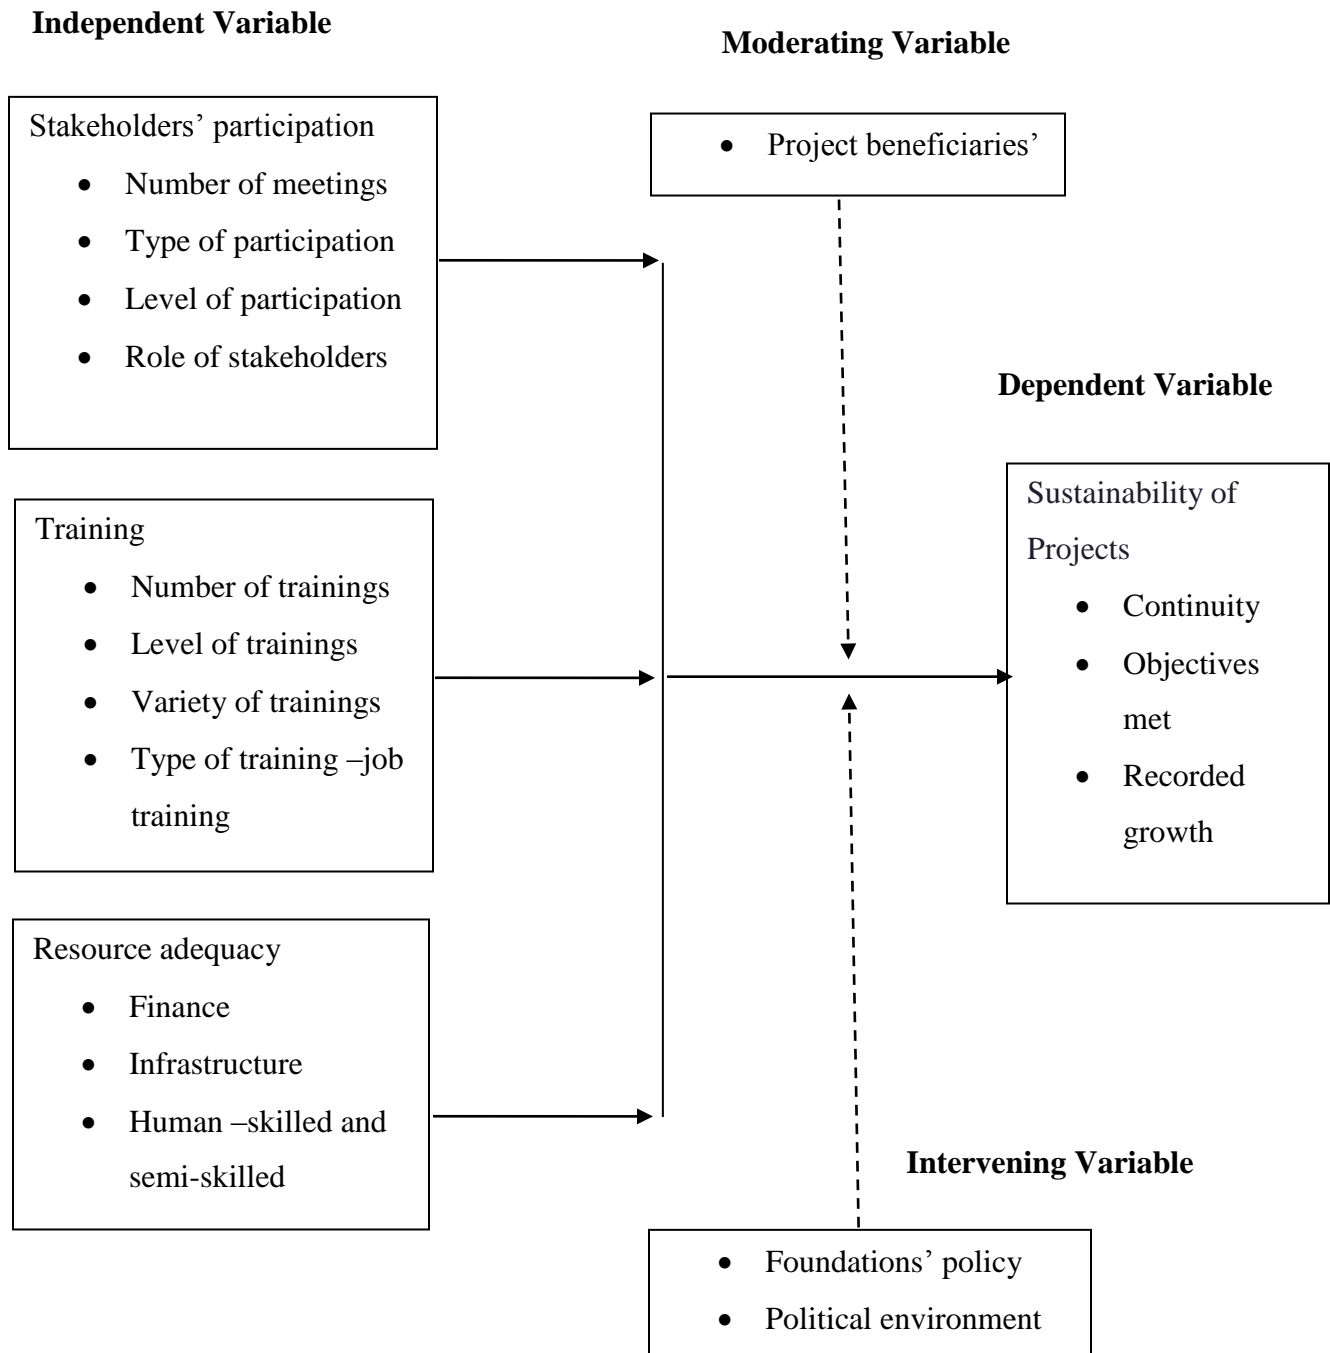 Independent Variable
Moderating Variable
Stakeholders’ participation
• Number of meetings
• Type of participation
• Level of participation
• Role of stakeholders
• Project beneficiaries’
Dependent Variable
Training
• Number of trainings
• Level of trainings
• Variety of trainings
• Type of training –job
training
Sustainability of
Projects
• Continuity
• Objectives
met
• Recorded
growth
Resource adequacy
• Finance
• Infrastructure
• Human –skilled and
semi-skilled
Intervening Variable
• Foundations’ policy
• Political environment